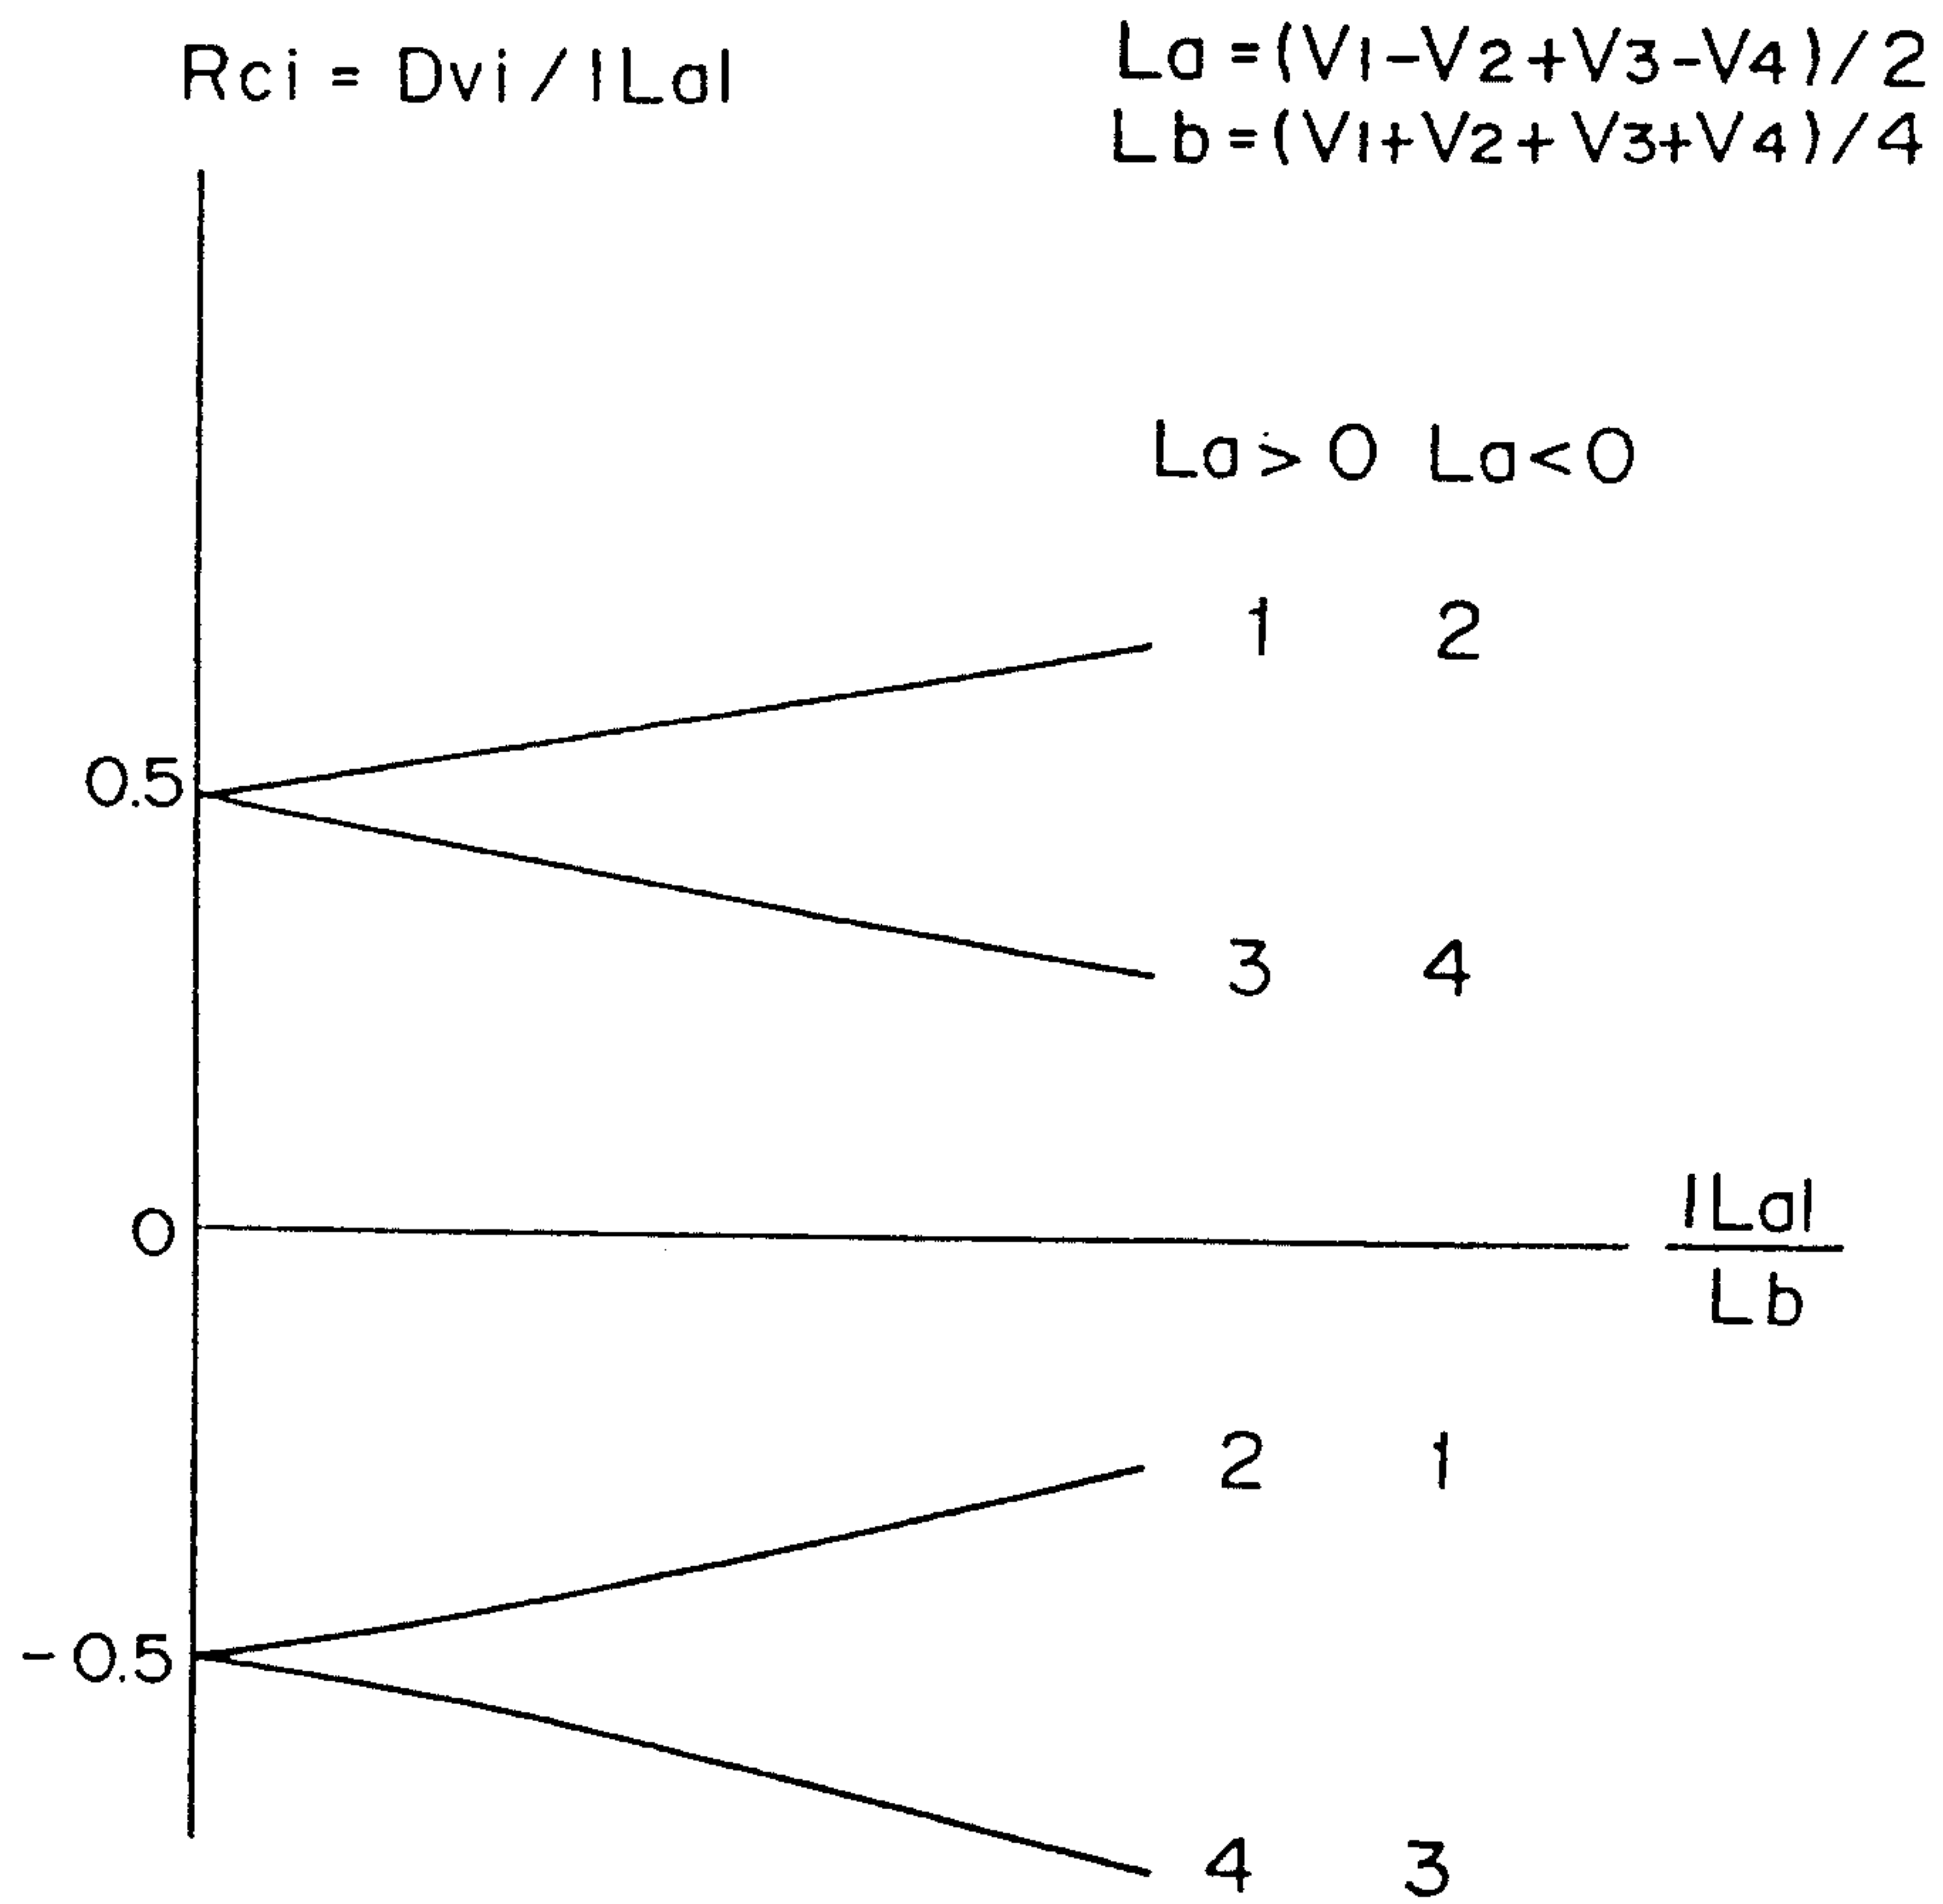 Rci = Dvi / |La|
La = (V1-V2+V3-V4)/2
Lb = (V1+V2+V3+V4)/4
La > 0 La < 0
1 2
0.5
3 4
0
|La|
Lb
2 1
-0.5
4 3